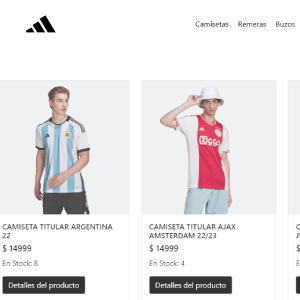 Camisetas Remeras Buzos
CAMISETA TITULAR ARGENTINA
22
$ 14999
En Stock: 8
Detalles del producto
CAMISETA TITULAR AJAX
AMSTERDAM 22/23
$ 14999
En Stock: 4
Detalles del producto